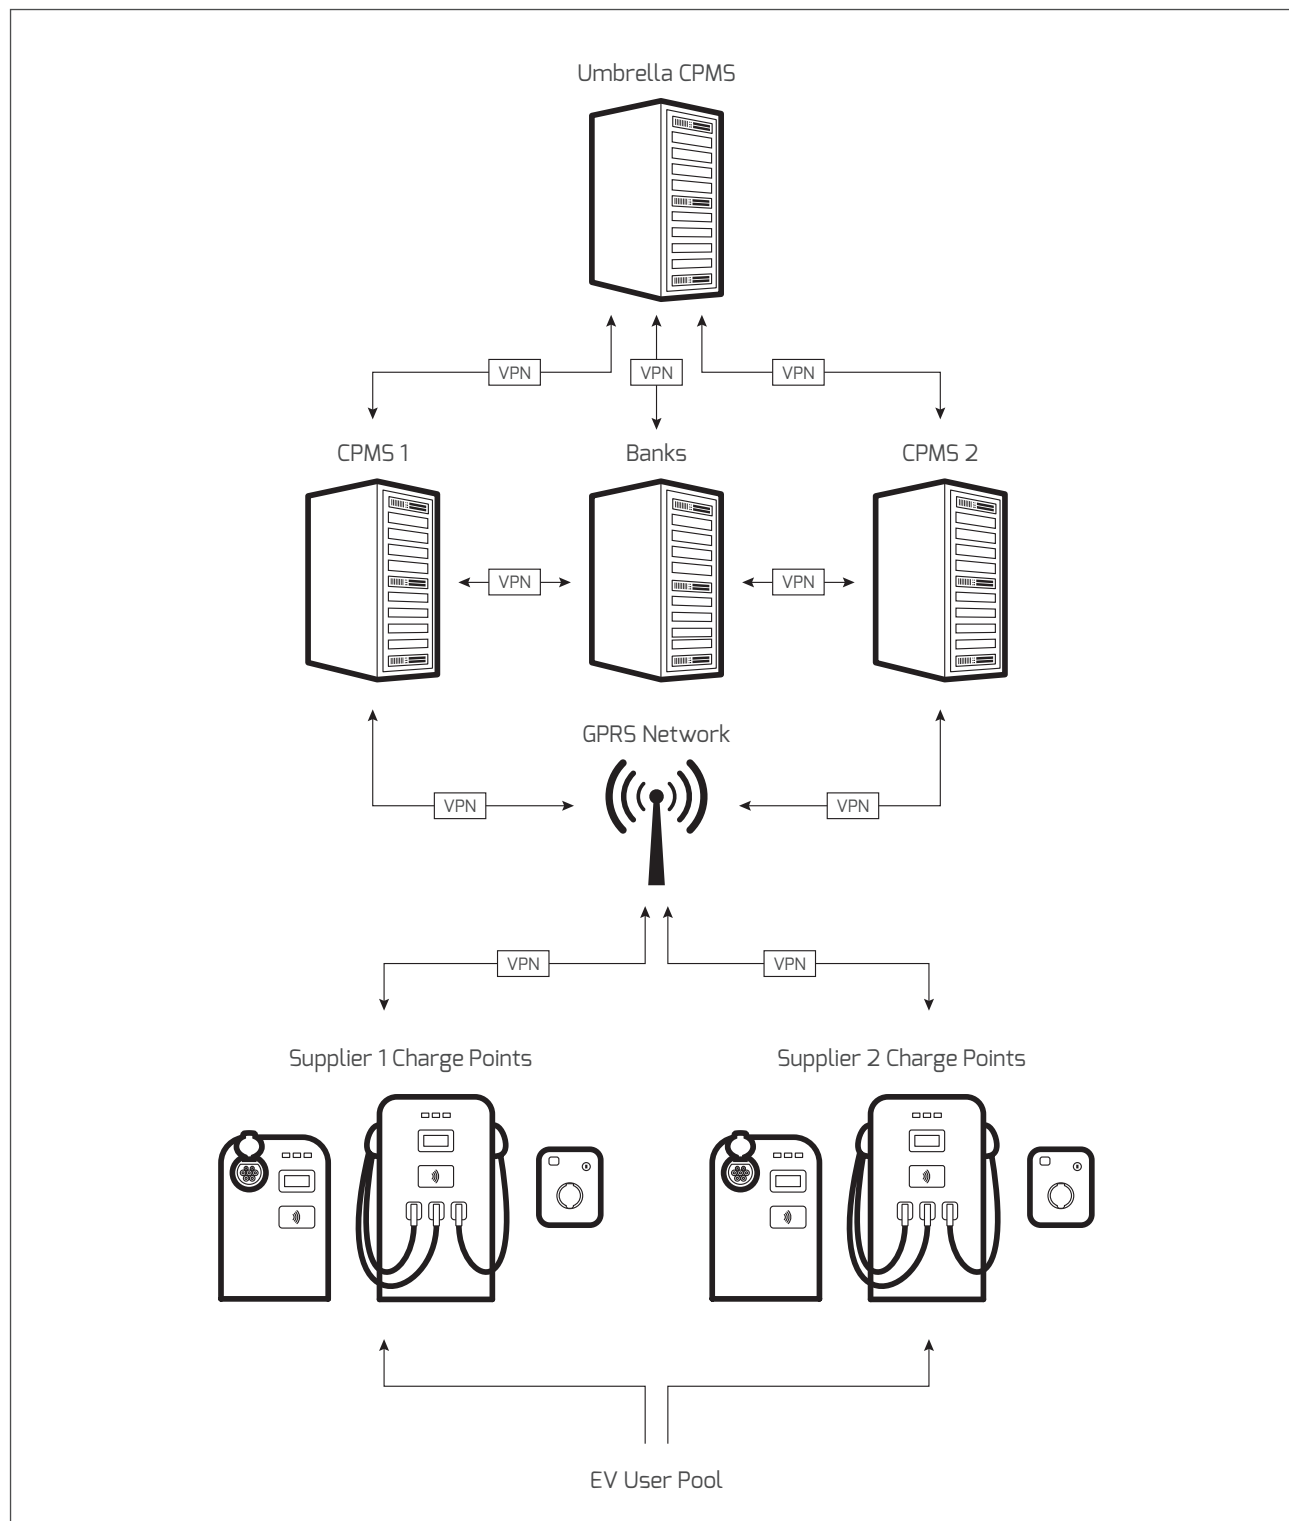 Umbrella CPMS
VPN
VPN
VPN
CPMS 1
Banks
CPMS 2
VPN
VPN
GPRS Network
VPN
VPN
VPN
VPN
Supplier 1 Charge Points
Supplier 2 Charge Points
EV User Pool